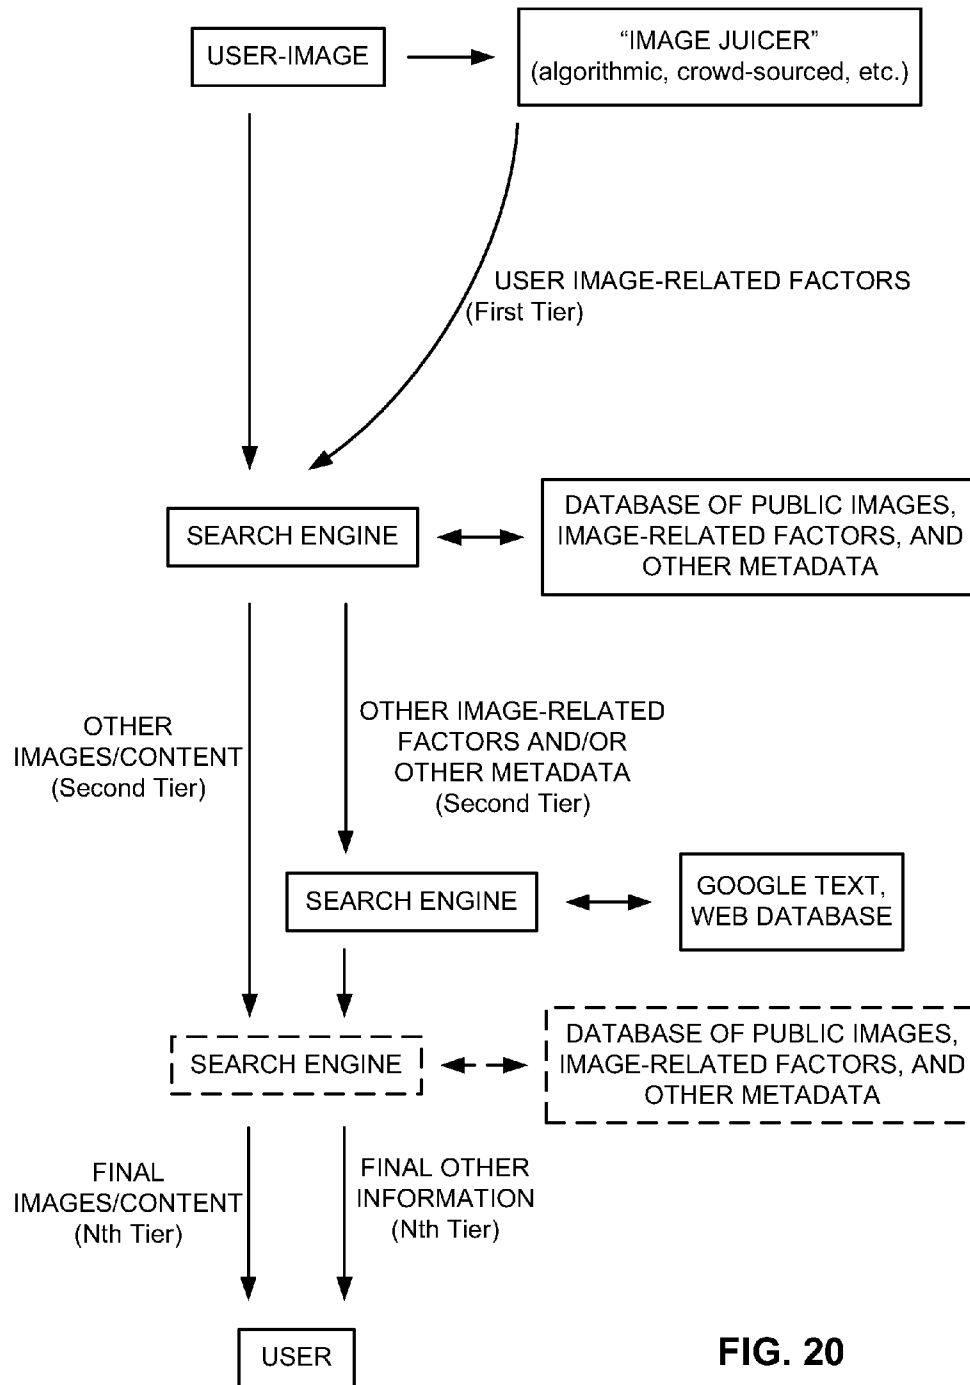 USER-IMAGE
“IMAGE JUICER”
(algorithmic, crowd-sourced, etc.)
USER IMAGE-RELATED FACTORS
(First Tier)
SEARCH ENGINE
DATABASE OF PUBLIC IMAGES,
IMAGE-RELATED FACTORS, AND
OTHER METADATA
OTHER
IMAGES/CONTENT
(Second Tier)
OTHER IMAGE-RELATED
FACTORS AND/OR
OTHER METADATA
(Second Tier)
SEARCH ENGINE
GOOGLE TEXT,
WEB DATABASE
SEARCH ENGINE
DATABASE OF PUBLIC IMAGES,
IMAGE-RELATED FACTORS, AND
OTHER METADATA
FINAL
IMAGES/CONTENT
(Nth Tier)
FINAL OTHER
INFORMATION
(Nth Tier)
USER
FIG. 20